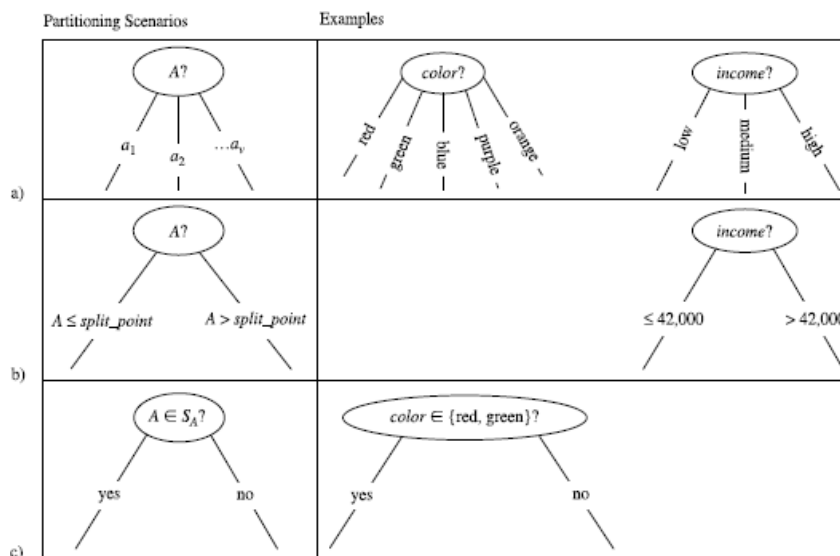 Partitioning Scenarios Examples
A? color? income?
a1 a2 …av red green blue purple orange low medium high
a)
A? income?
A ≤ split_point A > split_point ≤ 42,000 > 42,000
b)
A ∈ SA? color ∈ {red, green}?
yes no yes no
c)